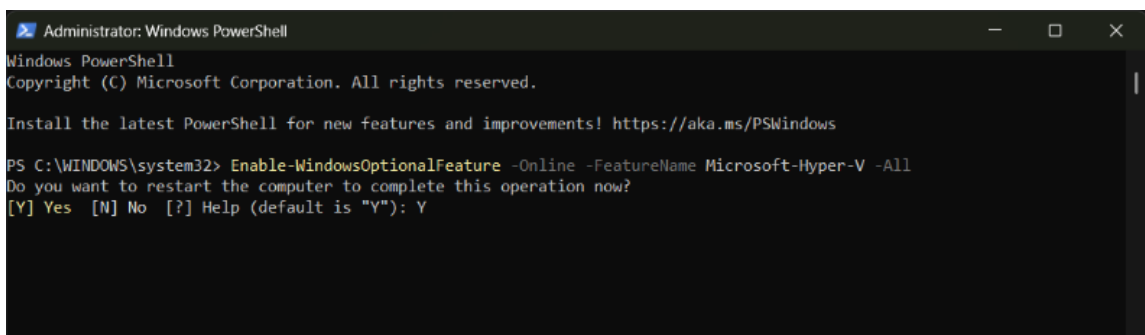 Administrator: Windows PowerShell
Windows PowerShell
Copyright (C) Microsoft Corporation. All rights reserved.
Install the latest PowerShell for new features and improvements! https://aka.ms/PSWindows
PS C:\WINDOWS\system32> Enable-WindowsOptionalFeature -Online -FeatureName Microsoft-Hyper-V -All
Do you want to restart the computer to complete this operation now?
[Y] Yes  [N] No  [?] Help (default is "Y"): Y